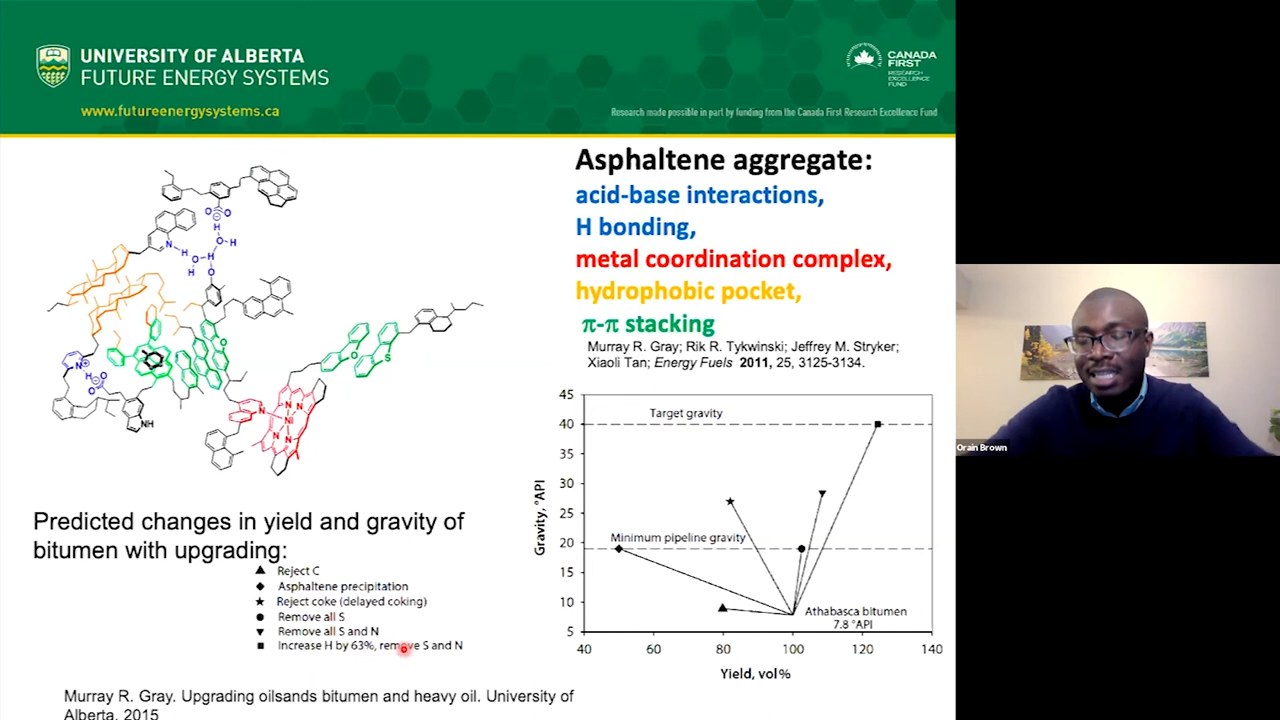 UNIVERSITY OF ALBERTA
FUTURE ENERGY SYSTEMS
www.futureenergysystems.ca
CANADA
FIRST
RESEARCH
EXCELLENCE
FUND
Research made possible in part by funding from the Canada First Research Excellence Fund
Asphaltene aggregate:
acid-base interactions,
H bonding,
metal coordination complex,
hydrophobic pocket,
π-π stacking
Murray R. Gray; Rik R. Tykwinski; Jeffrey M. Stryker;
Xiaoli Tan; Energy Fuels 2011, 25, 3125-3134.
Predicted changes in yield and gravity of
bitumen with upgrading:
Reject C
Asphaltene precipitation
Reject coke (delayed coking)
Remove all S
Remove all S and N
Increase H by 63%, remove S and N
Murray R. Gray. Upgrading oilsands bitumen and heavy oil. University of
Alberta, 2015
Gravity, °API
45
40
35
30
25
20
15
10
5
Target gravity
Minimum pipeline gravity
Athabasca bitumen
7.8 °API
40 60 80 100 120 140
Yield, vol%
Orain Brown